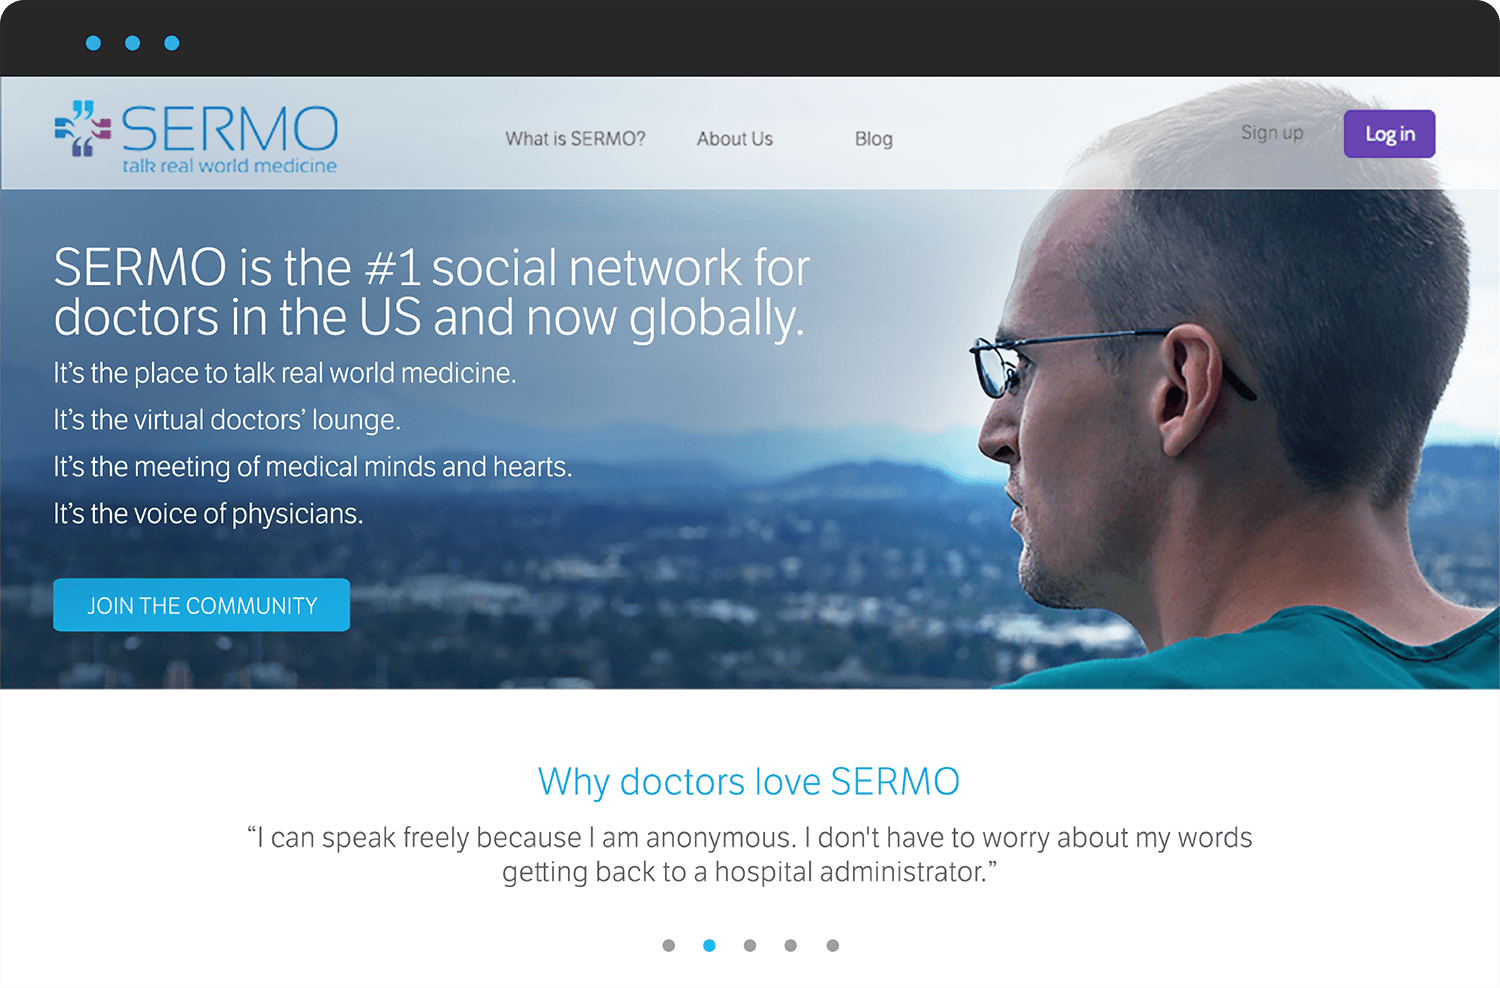 SERMO
talk real world medicine
What is SERMO?
About Us
Blog
Sign up
Log in
SERMO is the #1 social network for
doctors in the US and now globally.
It’s the place to talk real world medicine.
It’s the virtual doctors’ lounge.
It’s the meeting of medical minds and hearts.
It’s the voice of physicians.
JOIN THE COMMUNITY
Why doctors love SERMO
“I can speak freely because I am anonymous. I don't have to worry about my words
getting back to a hospital administrator.”